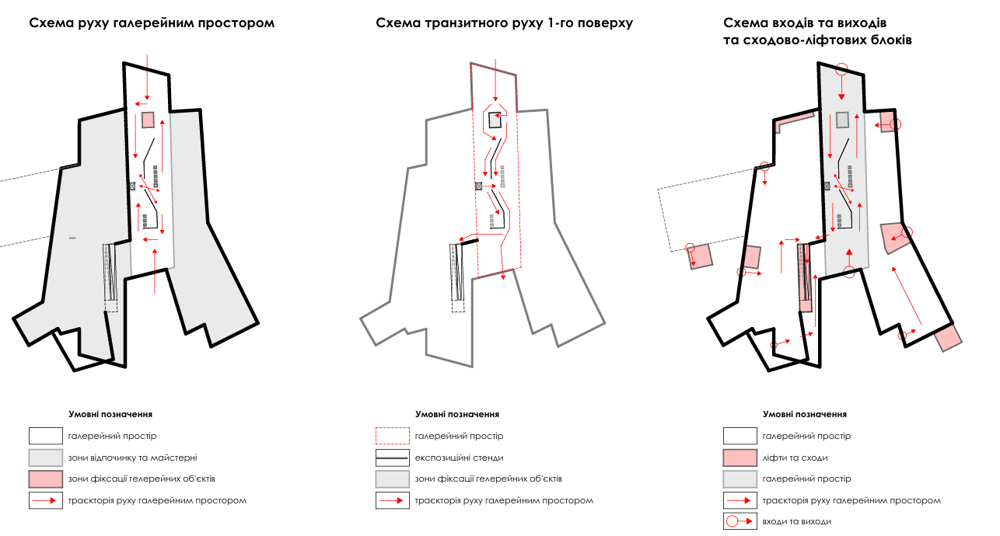 Схема руху галерейним простором
Схема транзитного руху 1-го поверху
Схема входів та виходів
та сходово-ліфтових блоків
Умовні позначення
галерейний простір
зони відпочинку та майстерні
зони фіксації гелерейних об'єктів
траєкторія руху галерейним простором
Умовні позначення
галерейний простір
експозиційні стенди
зони фіксації гелерейних об'єктів
траєкторія руху галерейним простором
Умовні позначення
галерейний простір
ліфти та сходи
галерейний простір
траєкторія руху галерейним простором
входи та виходи